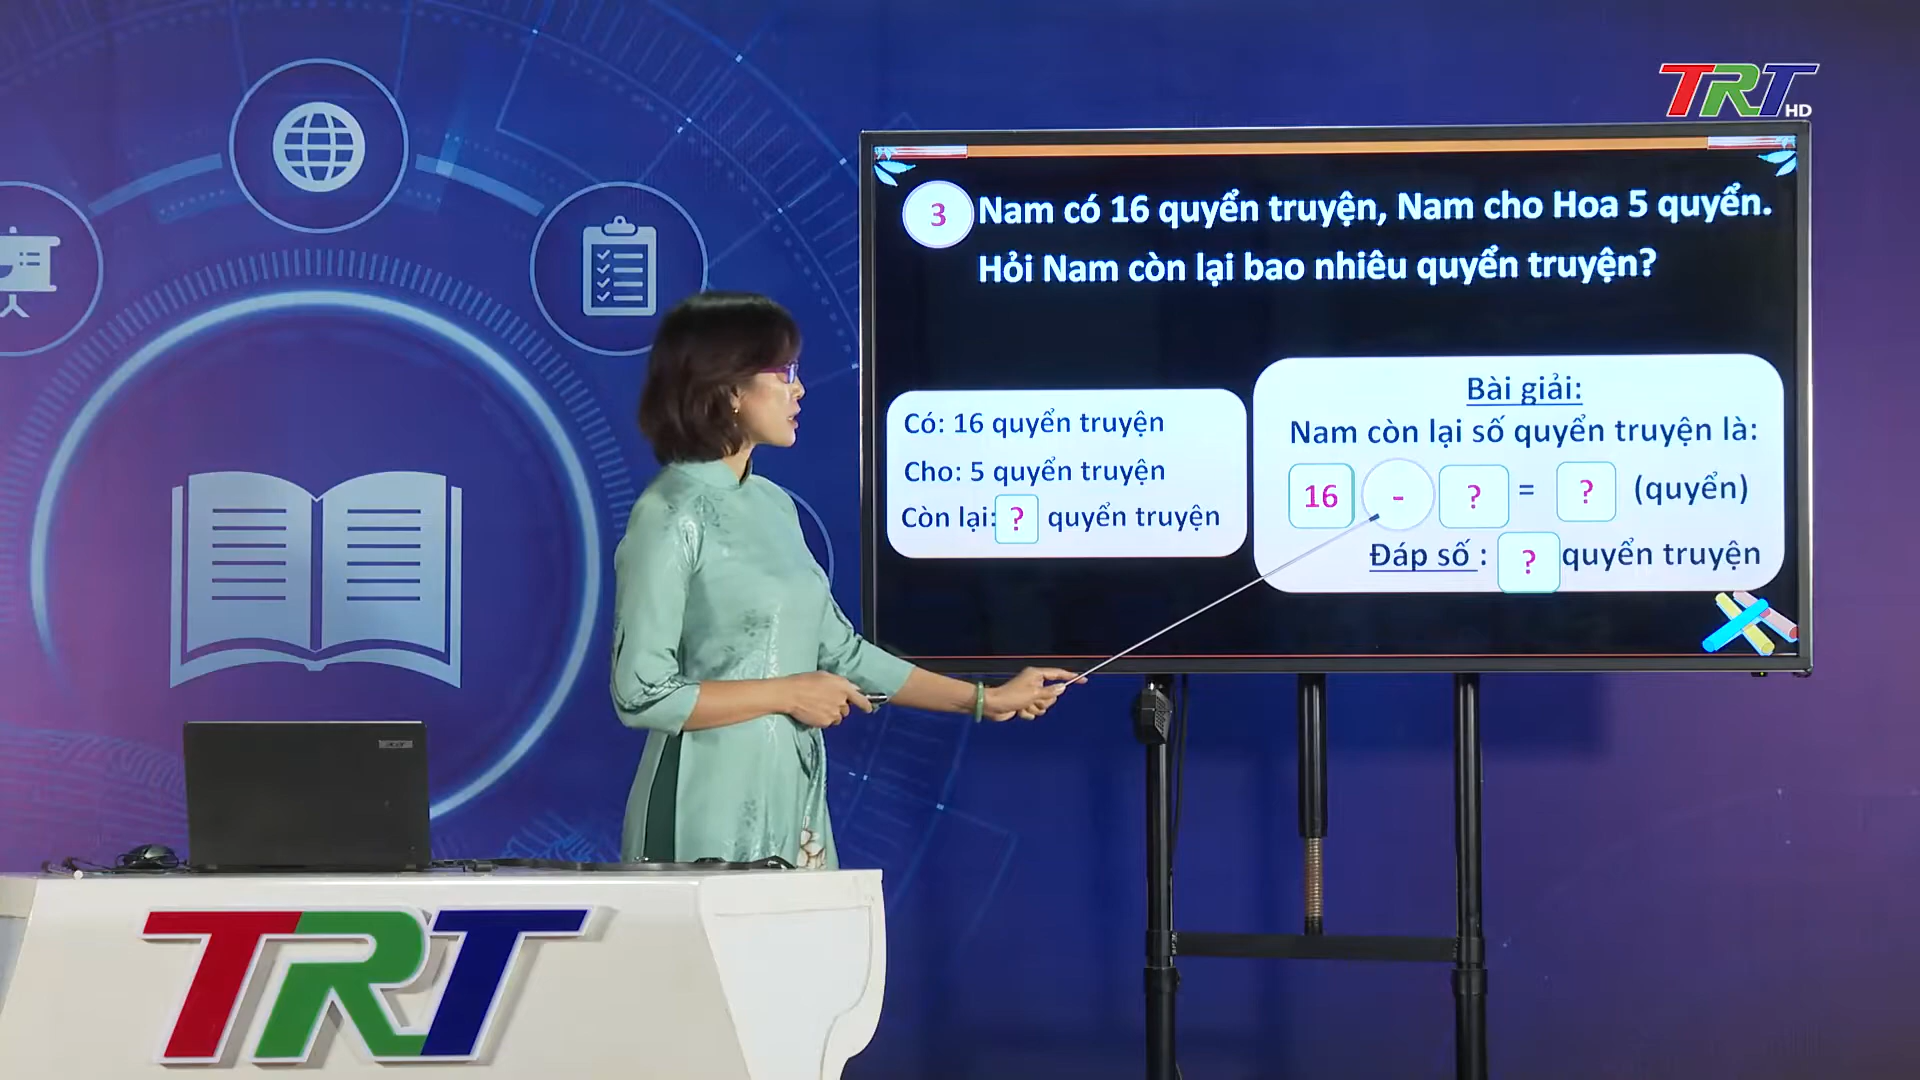 TRT HD
3 Nam có 16 quyển truyện, Nam cho Hoa 5 quyển.
Hỏi Nam còn lại bao nhiêu quyển truyện?
Có: 16 quyển truyện
Cho: 5 quyển truyện
Còn lại: ? quyển truyện
Bài giải:
Nam còn lại số quyển truyện là:
16 - ? = ? (quyển)
Đáp số : ? quyển truyện
TRT